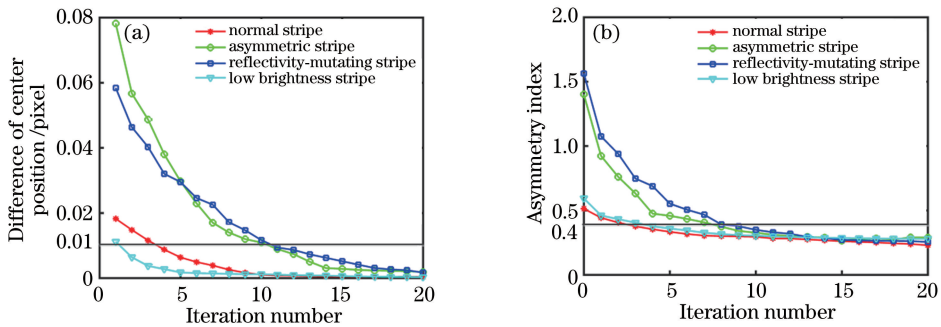 (a)
normal stripe
asymmetric stripe
reflectivity-mutating stripe
low brightness stripe
0.08
0.06
0.04
0.02
0.01
0
Difference of center
position /pixel
0
5
10
15
20
Iteration number
(b)
normal stripe
asymmetric stripe
reflectivity-mutating stripe
low brightness stripe
2.0
1.5
1.0
0.5
0.4
0
Asymmetry index
0
5
10
15
20
Iteration number